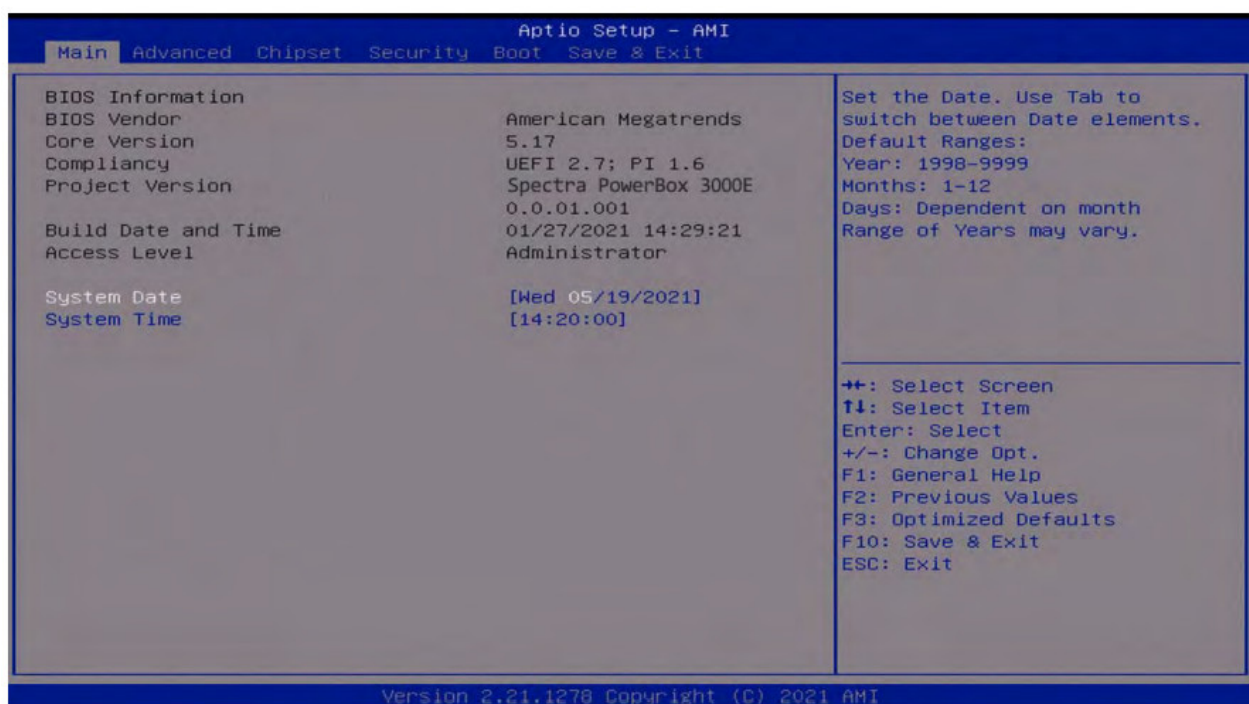 Aptio Setup - AMI
Main Advanced Chipset Security Boot Save & Exit
BIOS Information
BIOS Vendor American Megatrends
Core Version 5.17
Compliancy UEFI 2.7; PI 1.6
Project Version Spectra PowerBox 3000E
0.0.01.001
Build Date and Time 01/27/2021 14:29:21
Access Level Administrator
System Date [Wed 05/19/2021]
System Time [14:20:00]
Set the Date. Use Tab to
switch between Date elements.
Default Ranges:
Year: 1998-9999
Months: 1-12
Days: Dependent on month
Range of Years may vary.
→←: Select Screen
↑↓: Select Item
Enter: Select
+/-: Change Opt.
F1: General Help
F2: Previous Values
F3: Optimized Defaults
F10: Save & Exit
ESC: Exit
Version 2.21.1278 Copyright (C) 2021 AMI